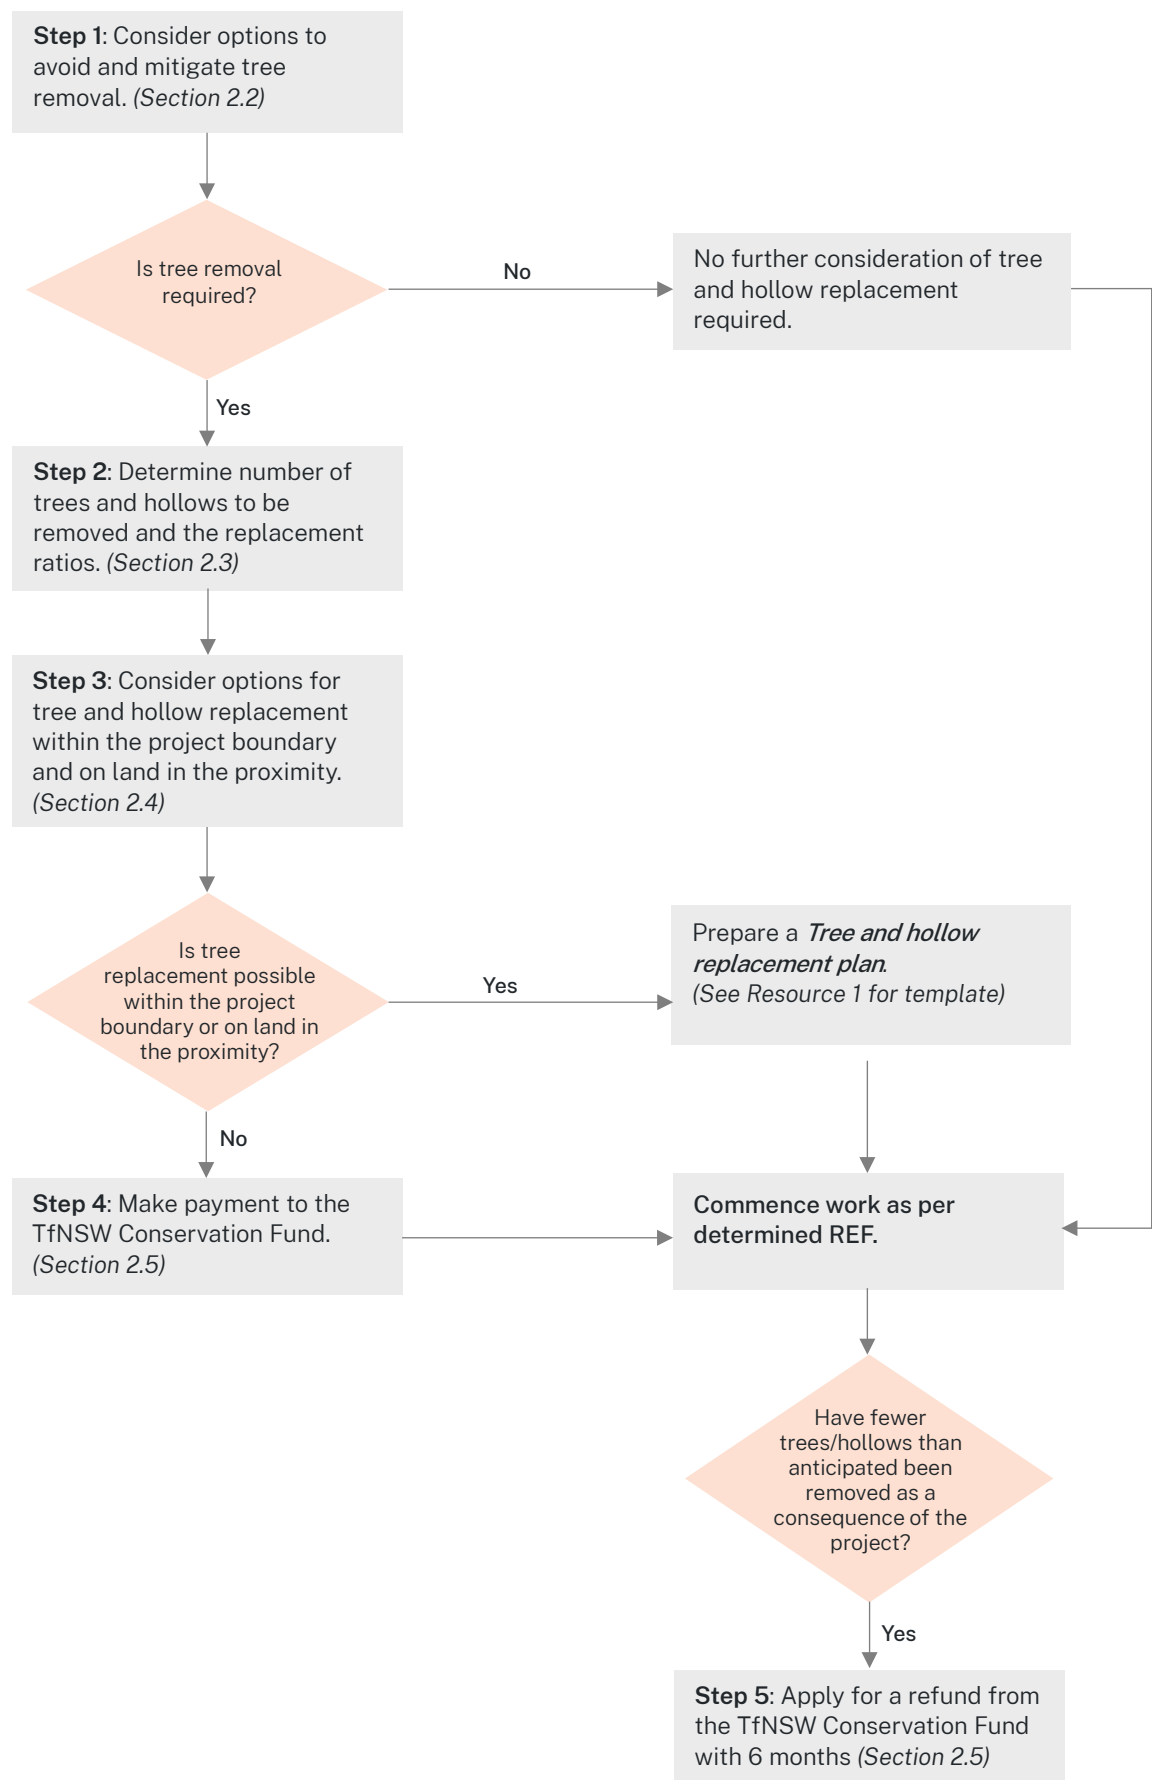 Step 1: Consider options to
avoid and mitigate tree
removal. (Section 2.2)
Is tree removal
required?
No
No further consideration of tree
and hollow replacement
required.
Yes
Step 2: Determine number of
trees and hollows to be
removed and the replacement
ratios. (Section 2.3)
Step 3: Consider options for
tree and hollow replacement
within the project boundary
and on land in the proximity.
(Section 2.4)
Is tree
replacement possible
within the project
boundary or on land in
the proximity?
Yes
Prepare a Tree and hollow
replacement plan.
(See Resource 1 for template)
No
Step 4: Make payment to the
TfNSW Conservation Fund.
(Section 2.5)
Commence work as per
determined REF.
Have fewer
trees/hollows than
anticipated been
removed as a
consequence of the
project?
Yes
Step 5: Apply for a refund from
the TfNSW Conservation Fund
with 6 months (Section 2.5)